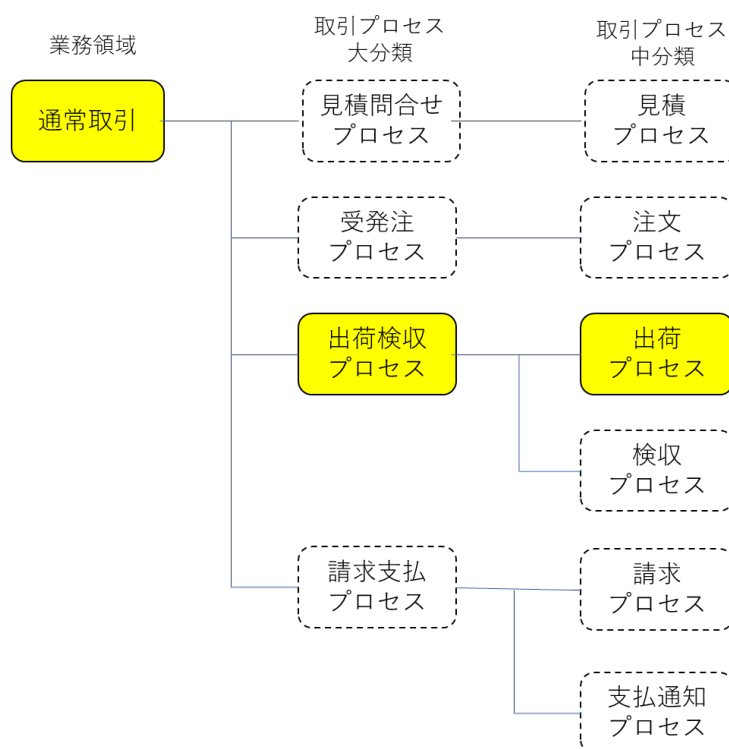 業務領域
取引プロセス
大分類
取引プロセス
中分類
通常取引
見積問合せ
プロセス
見積
プロセス
受発注
プロセス
注文
プロセス
出荷検収
プロセス
出荷
プロセス
検収
プロセス
請求支払
プロセス
請求
プロセス
支払通知
プロセス